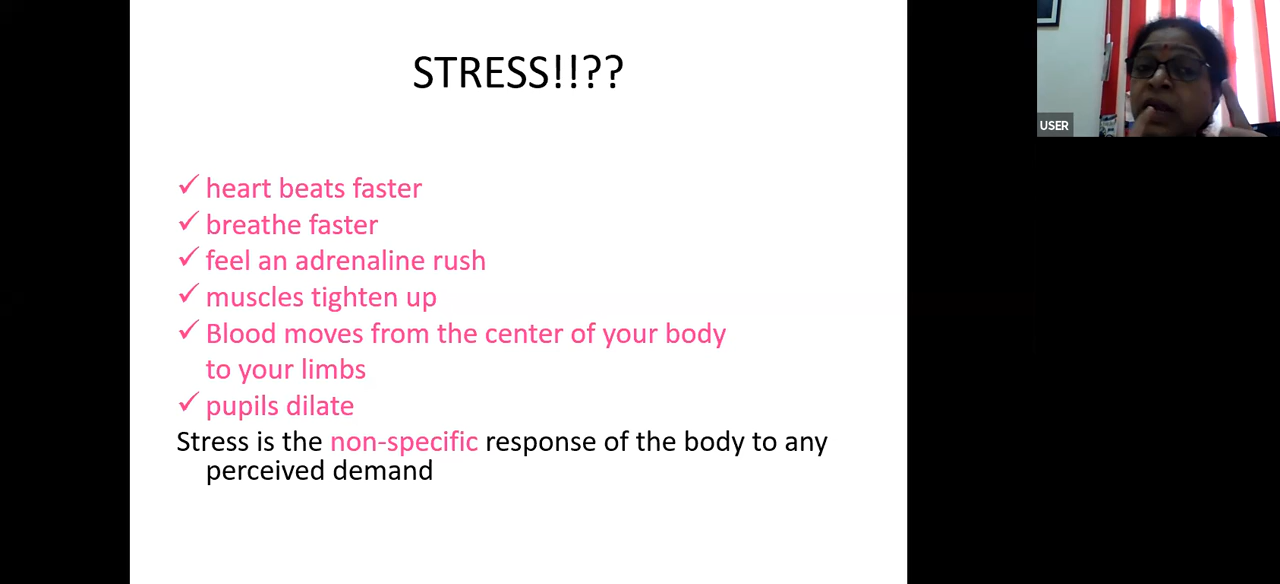 STRESS!!??
USER
✓ heart beats faster
✓ breathe faster
✓ feel an adrenaline rush
✓ muscles tighten up
✓ Blood moves from the center of your body
to your limbs
✓ pupils dilate
Stress is the non-specific response of the body to any
perceived demand